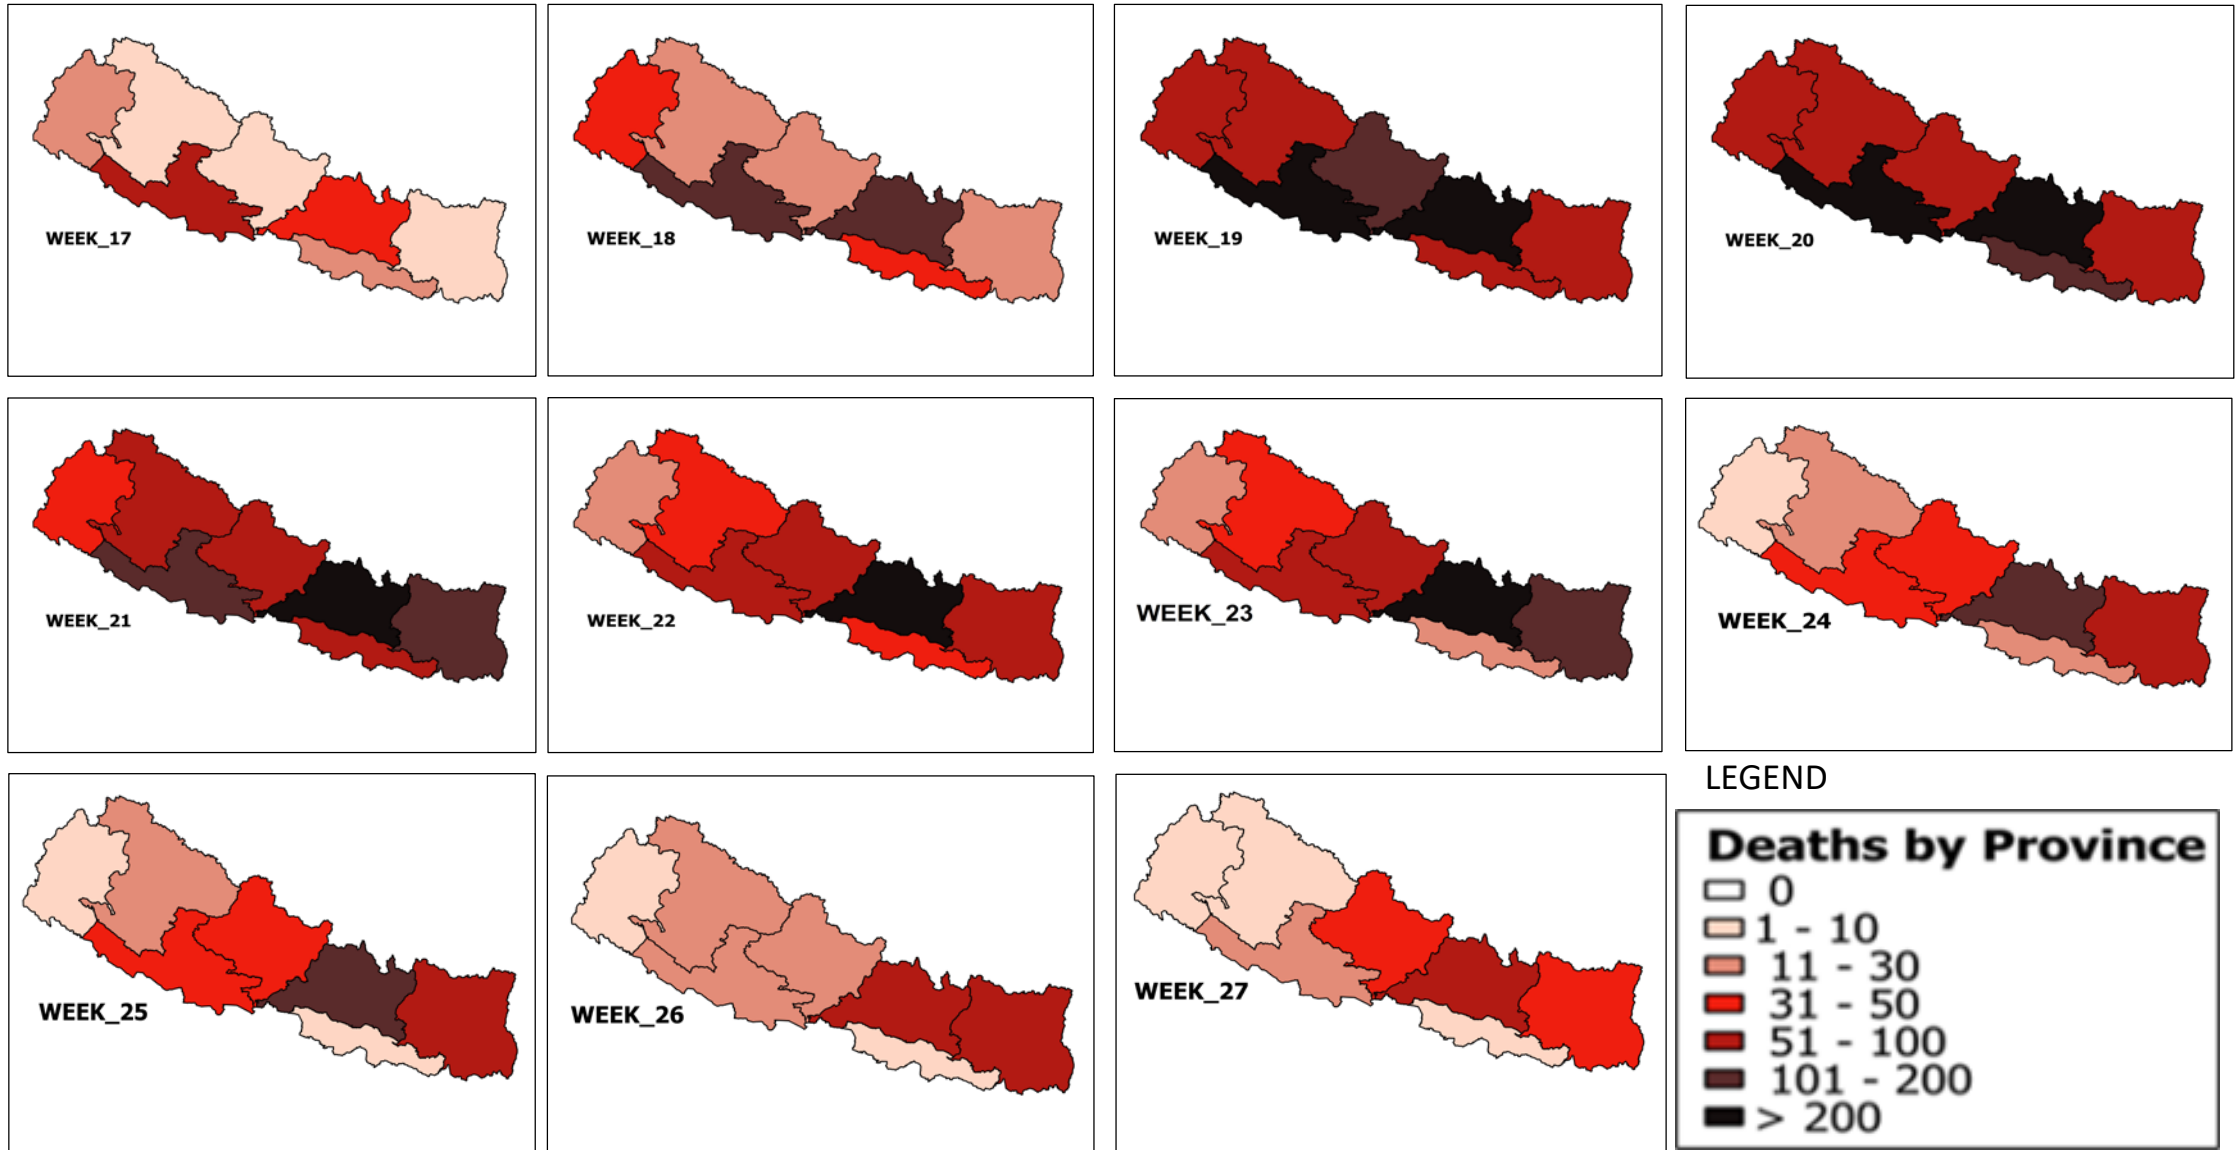 WEEK_17
WEEK_18
WEEK_19
WEEK_20
WEEK_21
WEEK_22
WEEK_23
WEEK_24
WEEK_25
WEEK_26
WEEK_27
LEGEND
Deaths by Province
0
1 - 10
11 - 30
31 - 50
51 - 100
101 - 200
> 200